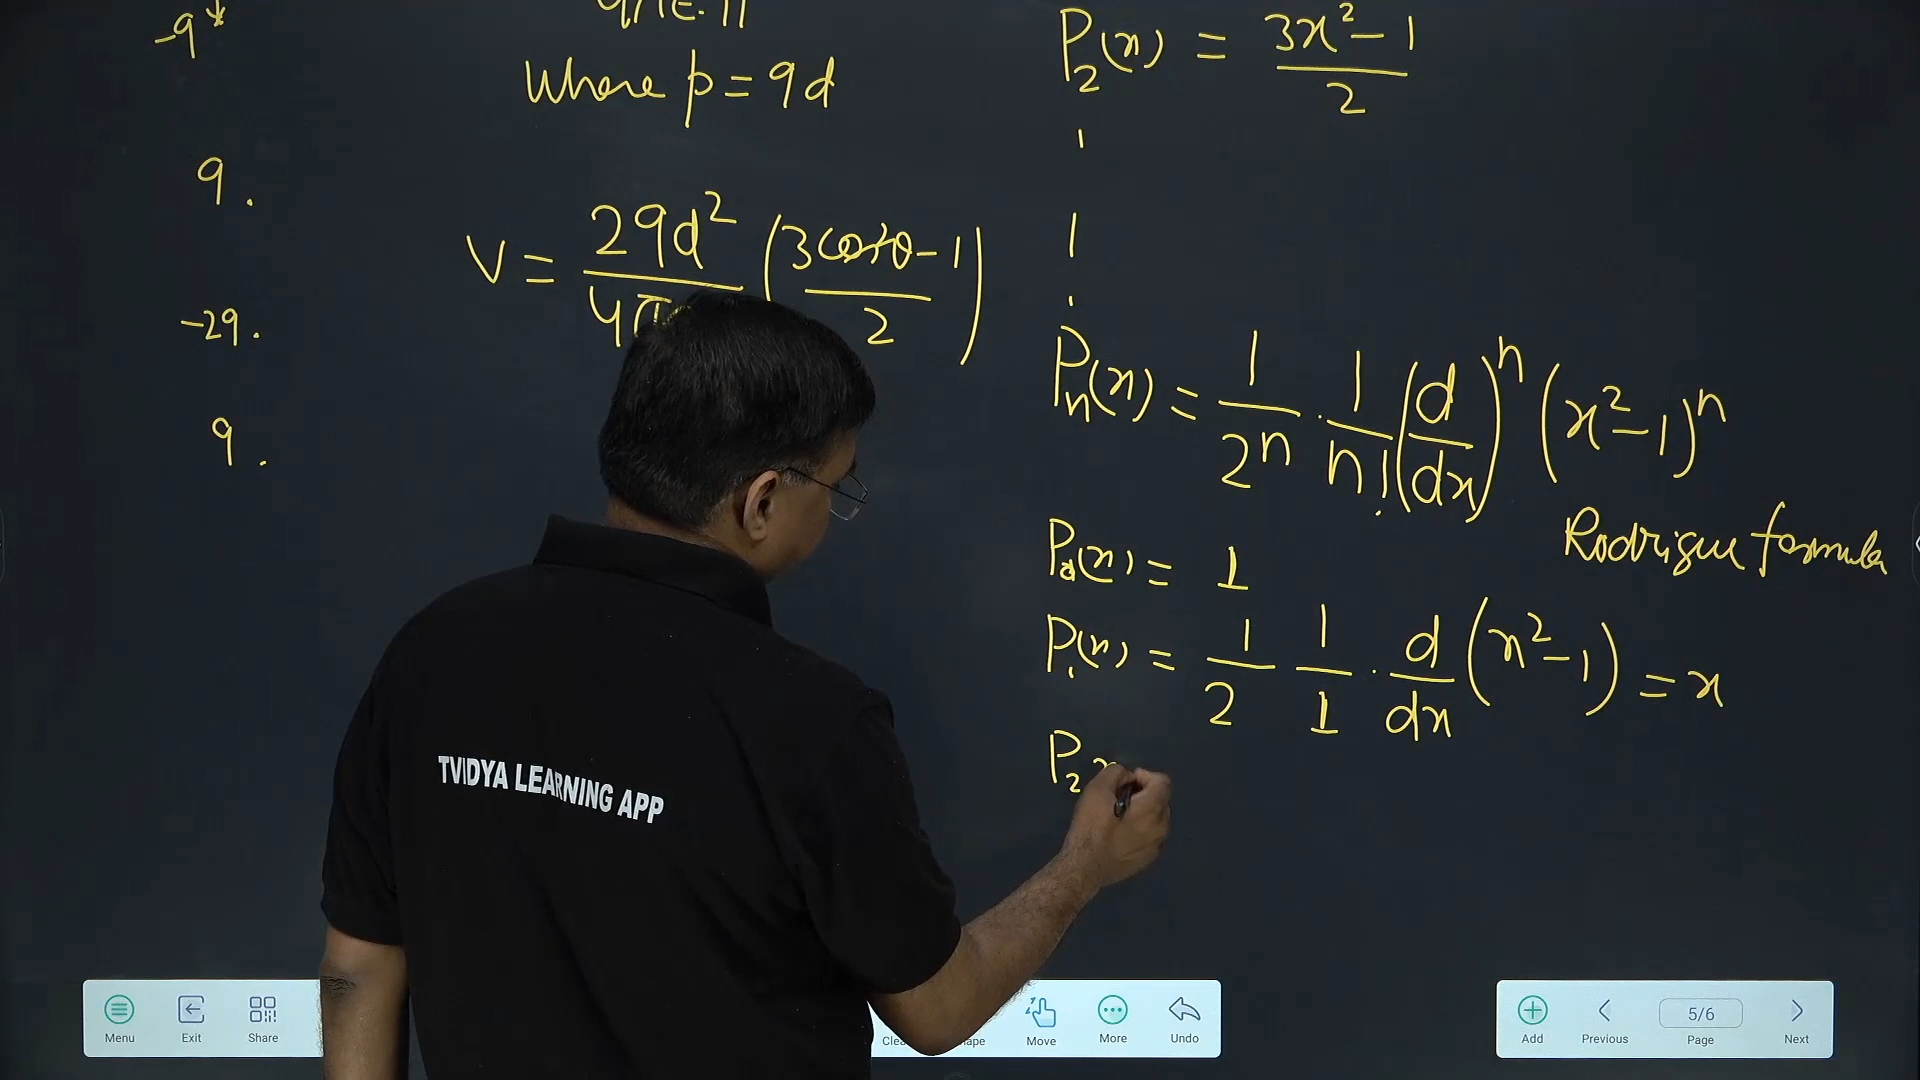 -q
Where p = qd
q .
-2q .
q .
V = 2qd² / 4π (3cos²θ - 1 / 2)
P₂(x) = 3x² - 1 / 2
Pₙ(x) = 1/2ⁿ . 1/n! (d/dx)ⁿ (x² - 1)ⁿ
Rodrigue formula
P₀(x) = 1
P₁(x) = 1/2 1/1 . d/dx (x² - 1) = x
P₂ x
TVIDYA LEARNING APP
Menu Exit Share Move More Undo
Add Previous 5/6 Page Next